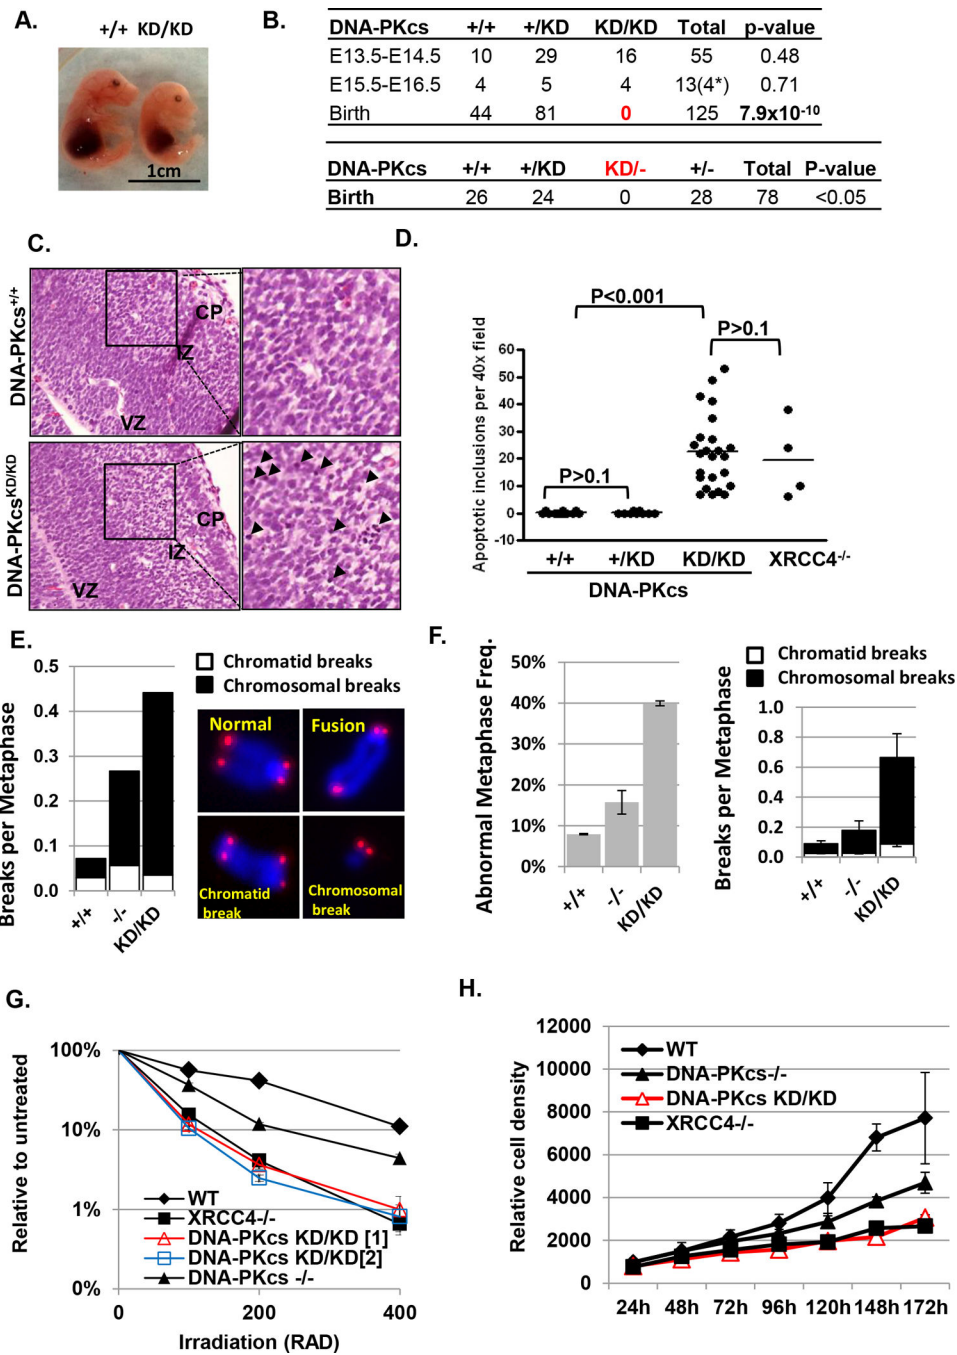 A.
+/+ KD/KD
1cm
B.
DNA-PKcs +/+ +/KD KD/KD Total p-value
E13.5-E14.5 10 29 16 55 0.48
E15.5-E16.5 4 5 4 13(4*) 0.71
Birth 44 81 0 125 7.9x10-10
DNA-PKcs +/+ +/KD KD/- +/- Total P-value
Birth 26 24 0 28 78 <0.05
C.
DNA-PKcs+/+
CP
IZ
VZ
DNA-PKcsKD/KD
CP
IZ
VZ
D.
P<0.001
P>0.1
P>0.1
Apoptotic inclusions per 40x field
60
50
40
30
20
10
0
-10
+/+ +/KD KD/KD XRCC4-/-
DNA-PKcs
E.
Breaks per Metaphase
0.5
0.4
0.3
0.2
0.1
0.0
+/+ -/- KD/KD
Chromatid breaks
Chromosomal breaks
Normal
Fusion
Chromatid
break
Chromosomal
break
F.
Abnormal Metaphase Freq.
50%
40%
30%
20%
10%
0%
+/+ -/- KD/KD
Chromatid breaks
Chromosomal breaks
Breaks per Metaphase
1.0
0.8
0.6
0.4
0.2
0.0
+/+ -/- KD/KD
G.
Relative to untreated
100%
10%
1%
0%
WT
XRCC4-/-
DNA-PKcs KD/KD [1]
DNA-PKcs KD/KD[2]
DNA-PKcs -/-
0 200 400
Irradiation (RAD)
H.
Relative cell density
12000
10000
8000
6000
4000
2000
0
WT
DNA-PKcs-/-
DNA-PKcs KD/KD
XRCC4-/-
24h 48h 72h 96h 120h 148h 172h